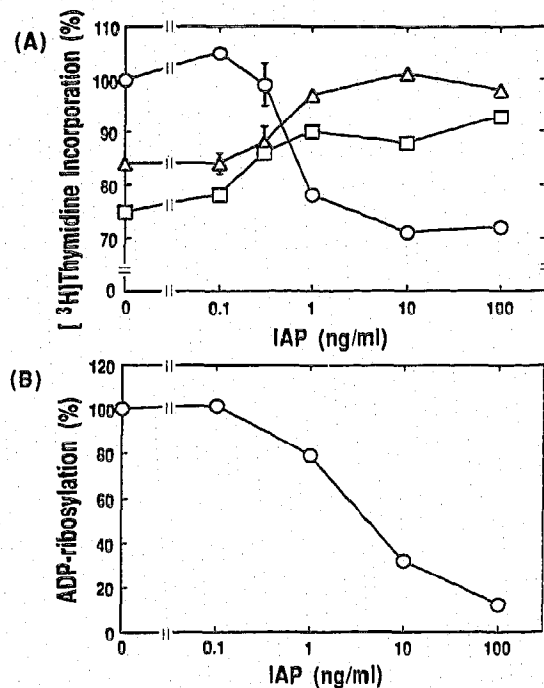 (A)
[³H]Thymidine Incorporation (%)
110
100
90
80
70
0
0 0.1 1 10 100
IAP (ng/ml)
(B)
ADP-ribosylation (%)
120
100
80
60
40
20
0
0 0.1 1 10 100
IAP (ng/ml)